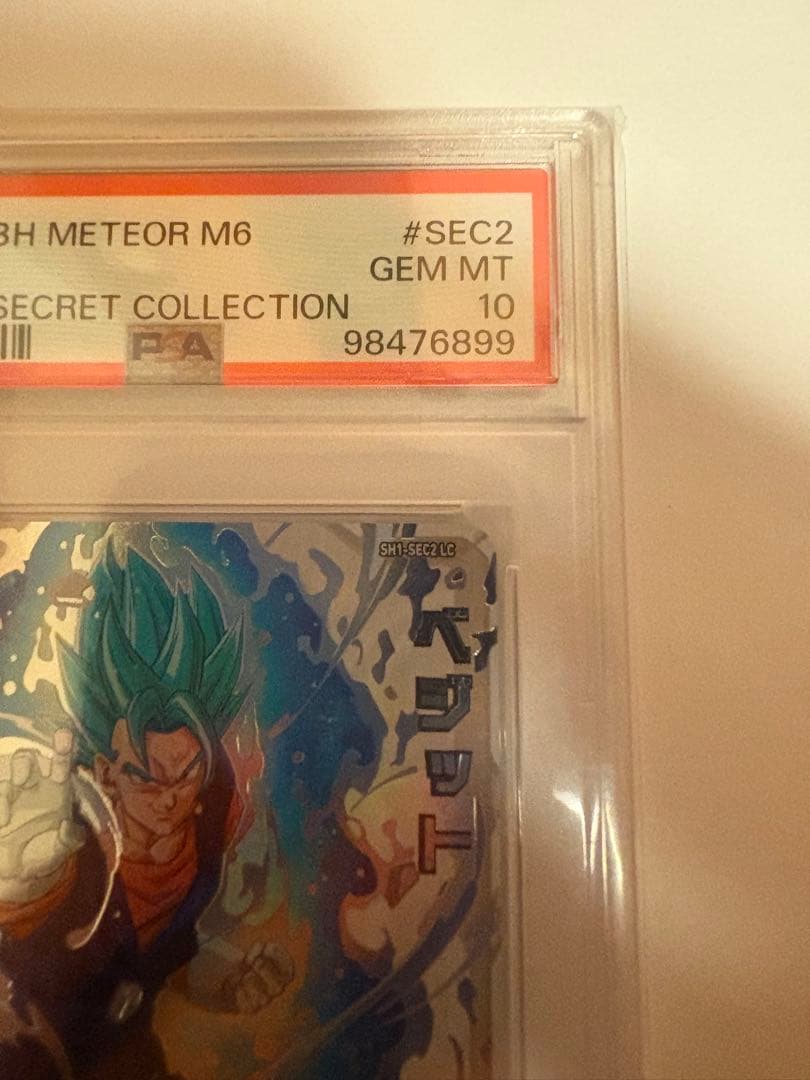 BH METEOR M6 #SEC2
GEM MT
SECRET COLLECTION 10
PSA 98476899
SH1-SEC2 LC
ベジット